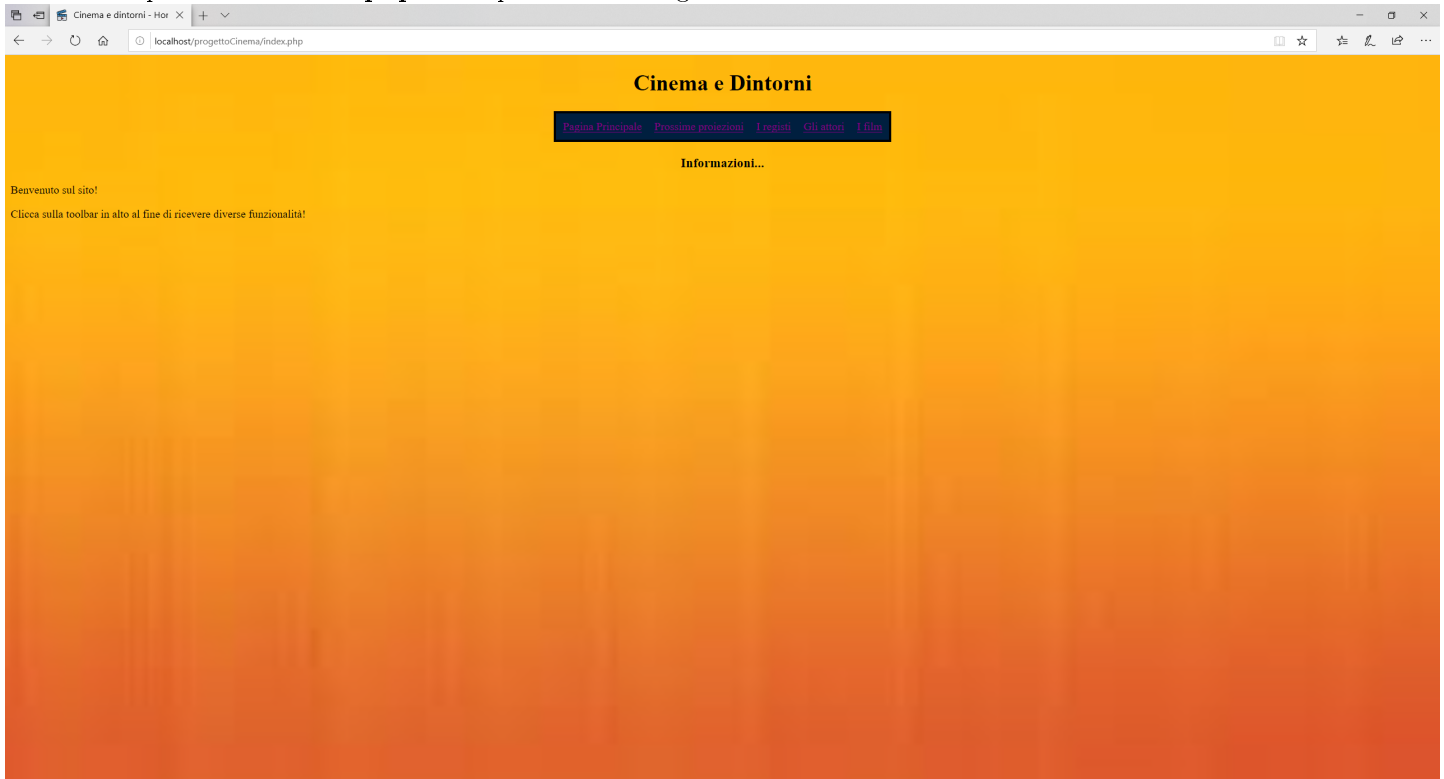 Cinema e dintorni - Hor
localhost/progettoCinema/index.php
Cinema e Dintorni
Pagina Principale Prossime proiezioni I registi Gli attori I film
Informazioni...
Benvenuto sul sito!
Clicca sulla toolbar in alto al fine di ricevere diverse funzionalità!